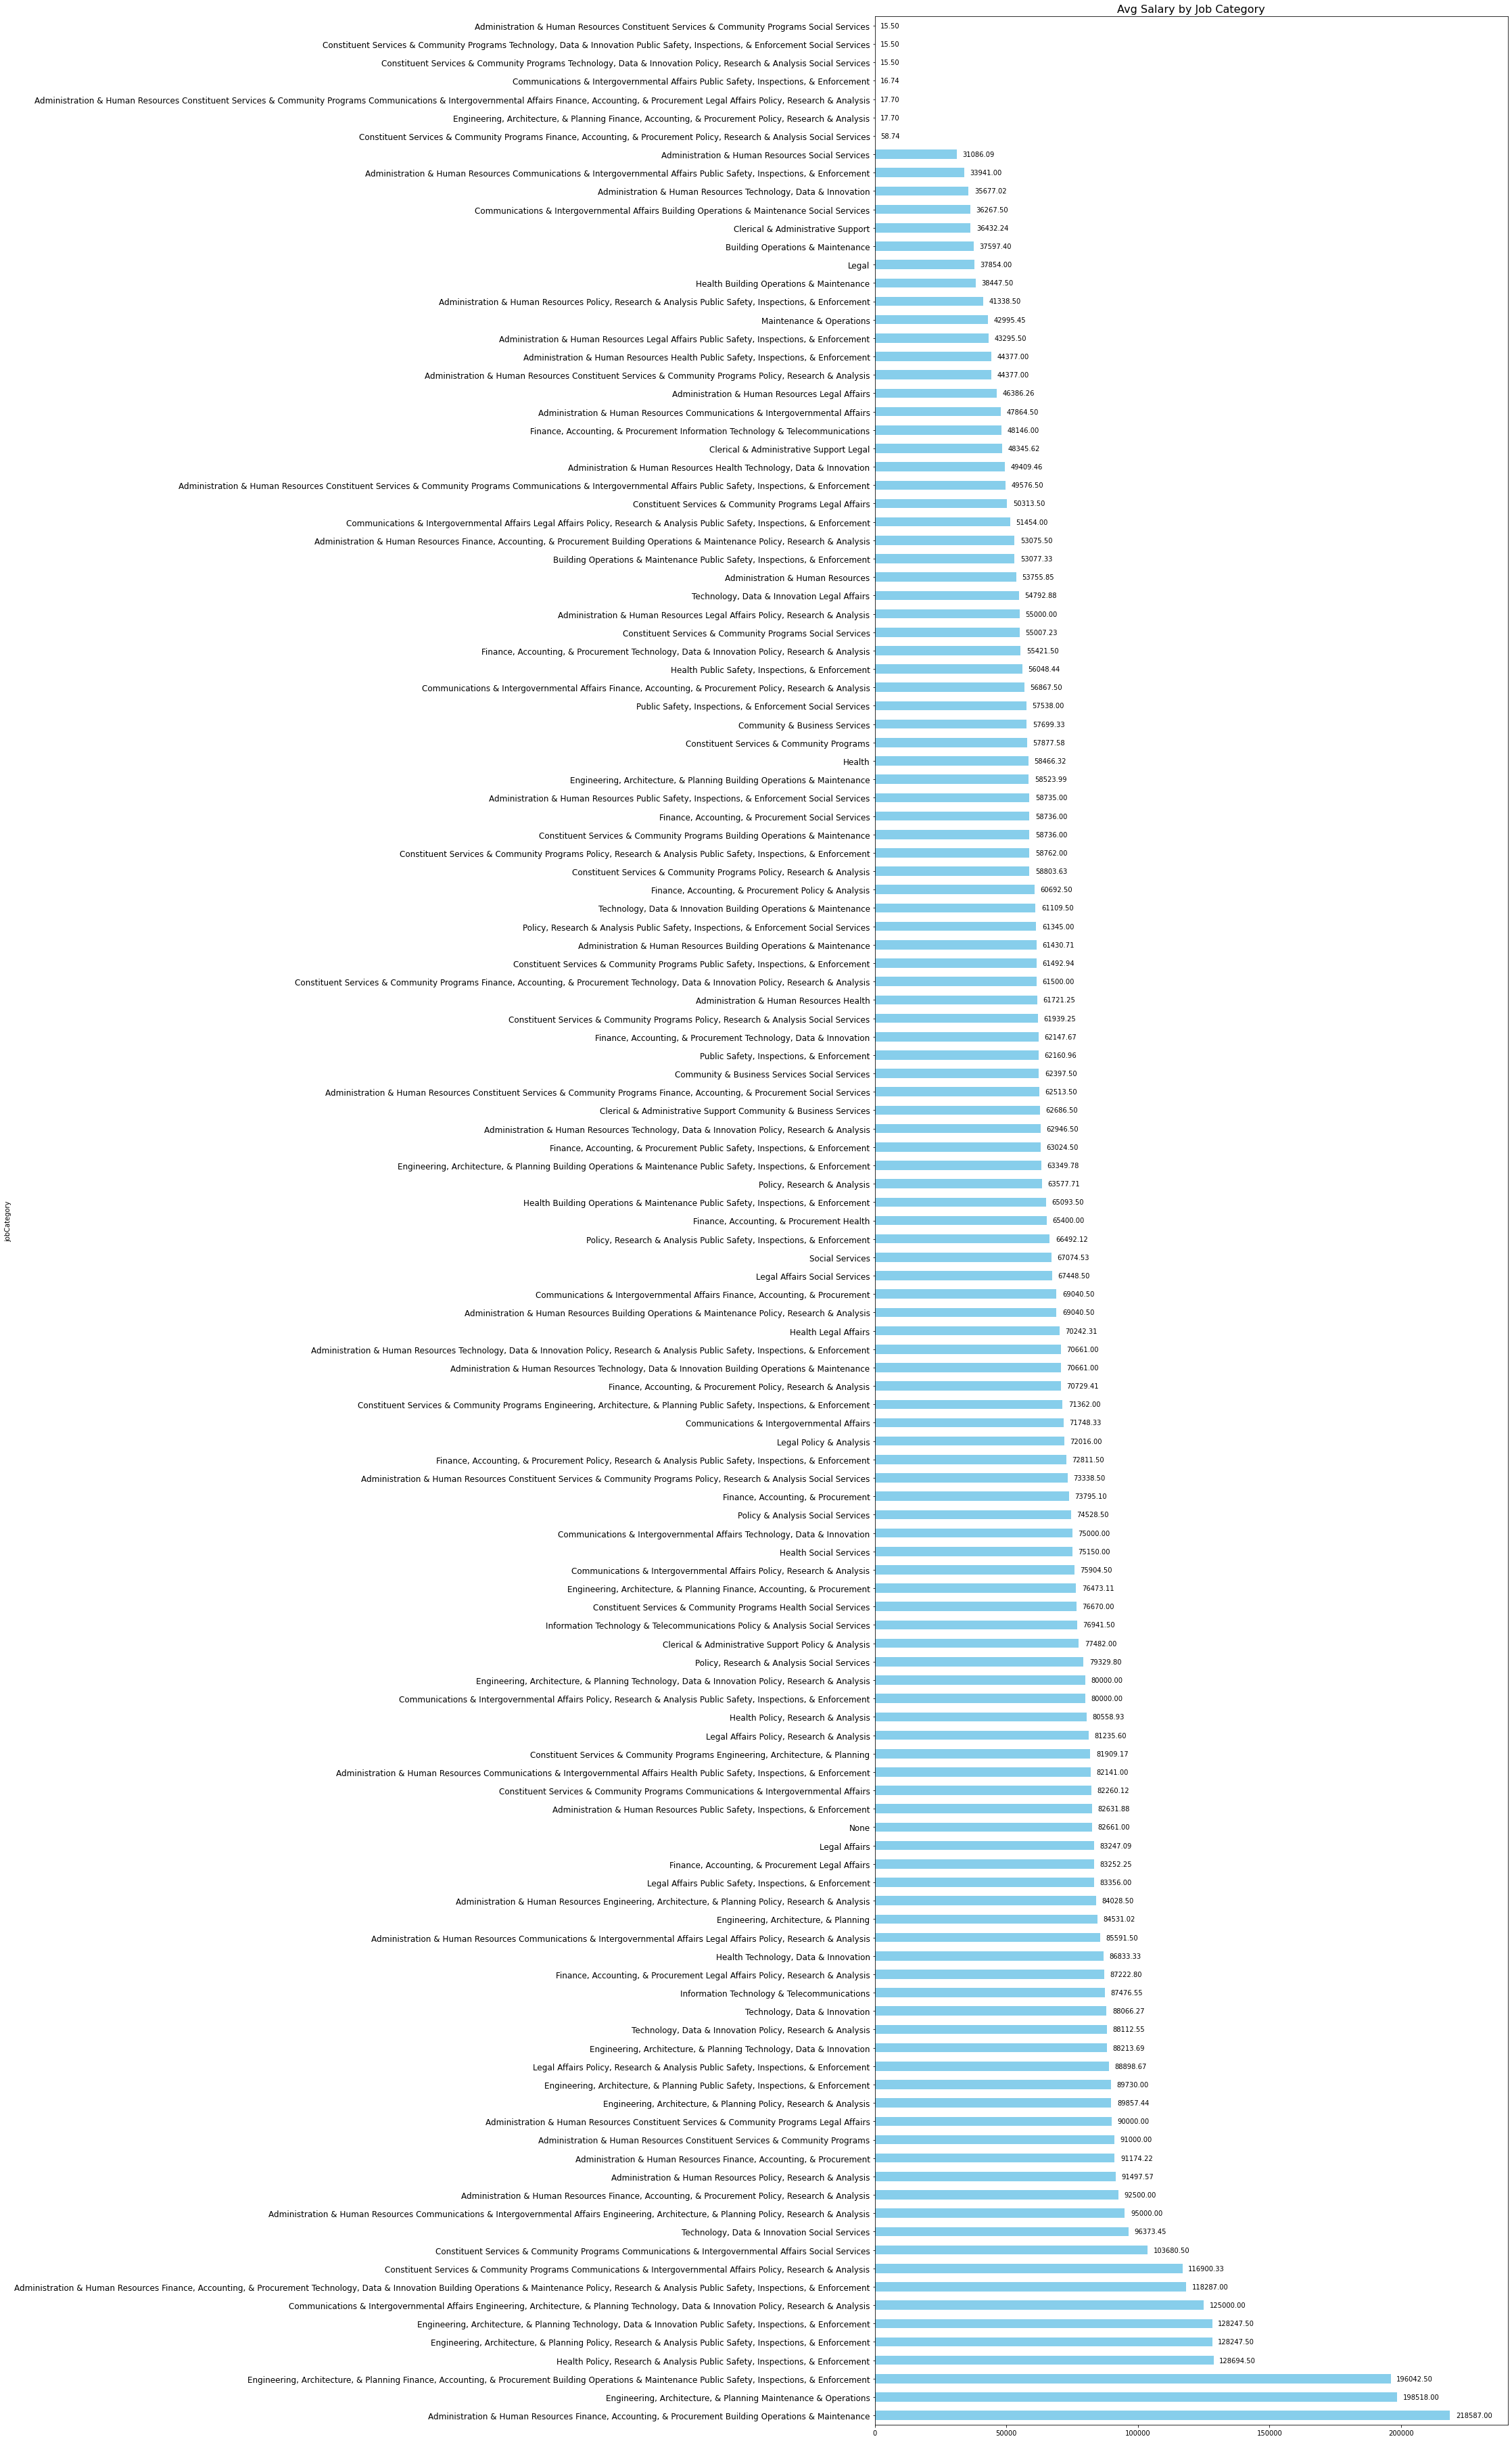 Avg Salary by Job Category
Administration & Human Resources Constituent Services & Community Programs Social Services 15.50
Constituent Services & Community Programs Technology, Data & Innovation Public Safety, Inspections, & Enforcement Social Services 15.50
Constituent Services & Community Programs Technology, Data & Innovation Policy, Research & Analysis Social Services 15.50
Communications & Intergovernmental Affairs Public Safety, Inspections, & Enforcement 16.74
Administration & Human Resources Constituent Services & Community Programs Communications & Intergovernmental Affairs Finance, Accounting, & Procurement Legal Affairs Policy, Research & Analysis 17.70
Engineering, Architecture, & Planning Finance, Accounting, & Procurement Policy, Research & Analysis 17.70
Constituent Services & Community Programs Finance, Accounting, & Procurement Policy, Research & Analysis Social Services 58.74
Administration & Human Resources Social Services 31086.09
Administration & Human Resources Communications & Intergovernmental Affairs Public Safety, Inspections, & Enforcement 33941.00
Administration & Human Resources Technology, Data & Innovation 35677.02
Communications & Intergovernmental Affairs Building Operations & Maintenance Social Services 36267.50
Clerical & Administrative Support 36432.24
Building Operations & Maintenance 37597.40
Legal 37854.00
Health Building Operations & Maintenance 38447.50
Administration & Human Resources Policy, Research & Analysis Public Safety, Inspections, & Enforcement 41338.50
Maintenance & Operations 42995.45
Administration & Human Resources Legal Affairs Public Safety, Inspections, & Enforcement 43295.50
Administration & Human Resources Health Public Safety, Inspections, & Enforcement 44377.00
Administration & Human Resources Constituent Services & Community Programs Policy, Research & Analysis 44377.00
Administration & Human Resources Legal Affairs 46386.26
Administration & Human Resources Communications & Intergovernmental Affairs 47864.50
Finance, Accounting, & Procurement Information Technology & Telecommunications 48146.00
Clerical & Administrative Support Legal 48345.62
Administration & Human Resources Health Technology, Data & Innovation 49409.46
Administration & Human Resources Constituent Services & Community Programs Communications & Intergovernmental Affairs Public Safety, Inspections, & Enforcement 49576.50
Constituent Services & Community Programs Legal Affairs 50313.50
Communications & Intergovernmental Affairs Legal Affairs Policy, Research & Analysis Public Safety, Inspections, & Enforcement 51454.00
Administration & Human Resources Finance, Accounting, & Procurement Building Operations & Maintenance Policy, Research & Analysis 53075.50
Building Operations & Maintenance Public Safety, Inspections, & Enforcement 53077.33
Administration & Human Resources 53755.85
Technology, Data & Innovation Legal Affairs 54792.88
Administration & Human Resources Legal Affairs Policy, Research & Analysis 55000.00
Constituent Services & Community Programs Social Services 55007.23
Finance, Accounting, & Procurement Technology, Data & Innovation Policy, Research & Analysis 55421.50
Health Public Safety, Inspections, & Enforcement 56048.44
Communications & Intergovernmental Affairs Finance, Accounting, & Procurement Policy, Research & Analysis 56867.50
Public Safety, Inspections, & Enforcement Social Services 57538.00
Community & Business Services 57699.33
Constituent Services & Community Programs 57877.58
Health 58466.32
Engineering, Architecture, & Planning Building Operations & Maintenance 58523.99
Administration & Human Resources Public Safety, Inspections, & Enforcement Social Services 58735.00
Finance, Accounting, & Procurement Social Services 58736.00
Constituent Services & Community Programs Building Operations & Maintenance 58736.00
Constituent Services & Community Programs Policy, Research & Analysis Public Safety, Inspections, & Enforcement 58762.00
Constituent Services & Community Programs Policy, Research & Analysis 58803.63
Finance, Accounting, & Procurement Policy & Analysis 60692.50
Technology, Data & Innovation Building Operations & Maintenance 61109.50
Policy, Research & Analysis Public Safety, Inspections, & Enforcement Social Services 61345.00
Administration & Human Resources Building Operations & Maintenance 61430.71
Constituent Services & Community Programs Public Safety, Inspections, & Enforcement 61492.94
Constituent Services & Community Programs Finance, Accounting, & Procurement Technology, Data & Innovation Policy, Research & Analysis 61500.00
Administration & Human Resources Health 61721.25
Constituent Services & Community Programs Policy, Research & Analysis Social Services 61939.25
Finance, Accounting, & Procurement Technology, Data & Innovation 62147.67
Public Safety, Inspections, & Enforcement 62160.96
Community & Business Services Social Services 62397.50
Administration & Human Resources Constituent Services & Community Programs Finance, Accounting, & Procurement Social Services 62513.50
Clerical & Administrative Support Community & Business Services 62686.50
Administration & Human Resources Technology, Data & Innovation Policy, Research & Analysis 62946.50
Finance, Accounting, & Procurement Public Safety, Inspections, & Enforcement 63024.50
Engineering, Architecture, & Planning Building Operations & Maintenance Public Safety, Inspections, & Enforcement 63349.78
Policy, Research & Analysis 63577.71
Health Building Operations & Maintenance Public Safety, Inspections, & Enforcement 65093.50
Finance, Accounting, & Procurement Health 65400.00
jobCategory
Policy, Research & Analysis Public Safety, Inspections, & Enforcement 66492.12
Social Services 67074.53
Legal Affairs Social Services 67448.50
Communications & Intergovernmental Affairs Finance, Accounting, & Procurement 69040.50
Administration & Human Resources Building Operations & Maintenance Policy, Research & Analysis 69040.50
Health Legal Affairs 70242.31
Administration & Human Resources Technology, Data & Innovation Policy, Research & Analysis Public Safety, Inspections, & Enforcement 70661.00
Administration & Human Resources Technology, Data & Innovation Building Operations & Maintenance 70661.00
Finance, Accounting, & Procurement Policy, Research & Analysis 70729.41
Constituent Services & Community Programs Engineering, Architecture, & Planning Public Safety, Inspections, & Enforcement 71362.00
Communications & Intergovernmental Affairs 71748.33
Legal Policy & Analysis 72016.00
Finance, Accounting, & Procurement Policy, Research & Analysis Public Safety, Inspections, & Enforcement 72811.50
Administration & Human Resources Constituent Services & Community Programs Policy, Research & Analysis Social Services 73338.50
Finance, Accounting, & Procurement 73795.10
Policy & Analysis Social Services 74528.50
Communications & Intergovernmental Affairs Technology, Data & Innovation 75000.00
Health Social Services 75150.00
Communications & Intergovernmental Affairs Policy, Research & Analysis 75904.50
Engineering, Architecture, & Planning Finance, Accounting, & Procurement 76473.11
Constituent Services & Community Programs Health Social Services 76670.00
Information Technology & Telecommunications Policy & Analysis Social Services 76941.50
Clerical & Administrative Support Policy & Analysis 77482.00
Policy, Research & Analysis Social Services 79329.80
Engineering, Architecture, & Planning Technology, Data & Innovation Policy, Research & Analysis 80000.00
Communications & Intergovernmental Affairs Policy, Research & Analysis Public Safety, Inspections, & Enforcement 80000.00
Health Policy, Research & Analysis 80558.93
Legal Affairs Policy, Research & Analysis 81235.60
Constituent Services & Community Programs Engineering, Architecture, & Planning 81909.17
Administration & Human Resources Communications & Intergovernmental Affairs Health Public Safety, Inspections, & Enforcement 82141.00
Constituent Services & Community Programs Communications & Intergovernmental Affairs 82260.12
Administration & Human Resources Public Safety, Inspections, & Enforcement 82631.88
None 82661.00
Legal Affairs 83247.09
Finance, Accounting, & Procurement Legal Affairs 83252.25
Legal Affairs Public Safety, Inspections, & Enforcement 83356.00
Administration & Human Resources Engineering, Architecture, & Planning Policy, Research & Analysis 84028.50
Engineering, Architecture, & Planning 84531.02
Administration & Human Resources Communications & Intergovernmental Affairs Legal Affairs Policy, Research & Analysis 85591.50
Health Technology, Data & Innovation 86833.33
Finance, Accounting, & Procurement Legal Affairs Policy, Research & Analysis 87222.80
Information Technology & Telecommunications 87476.55
Technology, Data & Innovation 88066.27
Technology, Data & Innovation Policy, Research & Analysis 88112.55
Engineering, Architecture, & Planning Technology, Data & Innovation 88213.69
Legal Affairs Policy, Research & Analysis Public Safety, Inspections, & Enforcement 88898.67
Engineering, Architecture, & Planning Public Safety, Inspections, & Enforcement 89730.00
Engineering, Architecture, & Planning Policy, Research & Analysis 89857.44
Administration & Human Resources Constituent Services & Community Programs Legal Affairs 90000.00
Administration & Human Resources Constituent Services & Community Programs 91000.00
Administration & Human Resources Finance, Accounting, & Procurement 91174.22
Administration & Human Resources Policy, Research & Analysis 91497.57
Administration & Human Resources Finance, Accounting, & Procurement Policy, Research & Analysis 92500.00
Administration & Human Resources Communications & Intergovernmental Affairs Engineering, Architecture, & Planning Policy, Research & Analysis 95000.00
Technology, Data & Innovation Social Services 96373.45
Constituent Services & Community Programs Communications & Intergovernmental Affairs Social Services 103680.50
Constituent Services & Community Programs Communications & Intergovernmental Affairs Policy, Research & Analysis 116900.33
Administration & Human Resources Finance, Accounting, & Procurement Technology, Data & Innovation Building Operations & Maintenance Policy, Research & Analysis Public Safety, Inspections, & Enforcement 118287.00
Communications & Intergovernmental Affairs Engineering, Architecture, & Planning Technology, Data & Innovation Policy, Research & Analysis 125000.00
Engineering, Architecture, & Planning Technology, Data & Innovation Public Safety, Inspections, & Enforcement 128247.50
Engineering, Architecture, & Planning Policy, Research & Analysis Public Safety, Inspections, & Enforcement 128247.50
Health Policy, Research & Analysis Public Safety, Inspections, & Enforcement 128694.50
Engineering, Architecture, & Planning Finance, Accounting, & Procurement Building Operations & Maintenance Public Safety, Inspections, & Enforcement 196042.50
Engineering, Architecture, & Planning Maintenance & Operations 198518.00
Administration & Human Resources Finance, Accounting, & Procurement Building Operations & Maintenance 218587.00
0 50000 100000 150000 200000